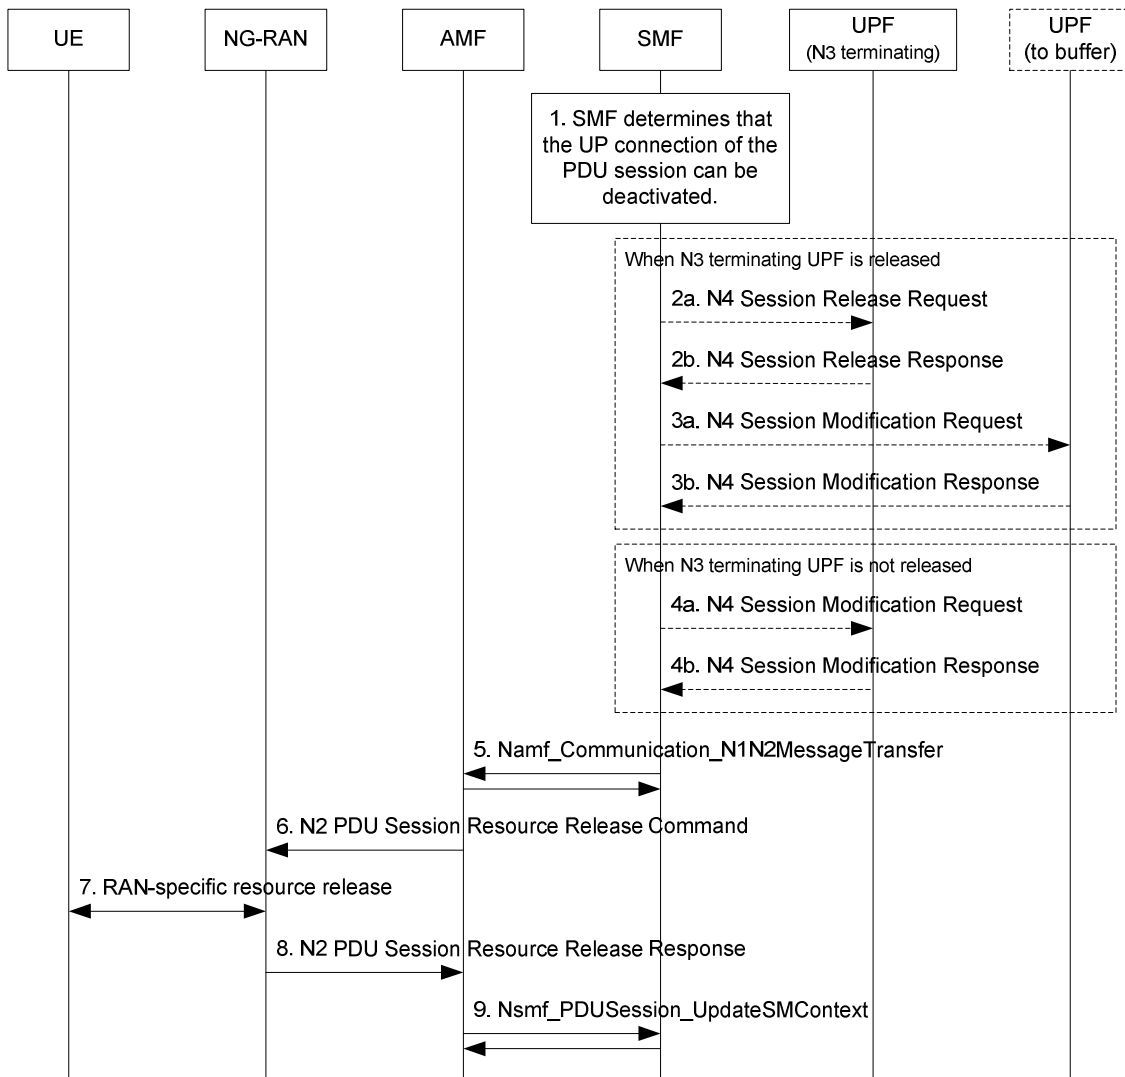 UE
NG-RAN
AMF
SMF
UPF
(N3 terminating)
UPF
(to buffer)
1. SMF determines that
the UP connection of the
PDU session can be
deactivated.
When N3 terminating UPF is released
2a. N4 Session Release Request
2b. N4 Session Release Response
3a. N4 Session Modification Request
3b. N4 Session Modification Response
When N3 terminating UPF is not released
4a. N4 Session Modification Request
4b. N4 Session Modification Response
5. Namf_Communication_N1N2MessageTransfer
6. N2 PDU Session Resource Release Command
7. RAN-specific resource release
8. N2 PDU Session Resource Release Response
9. Nsmf_PDUSession_UpdateSMContext